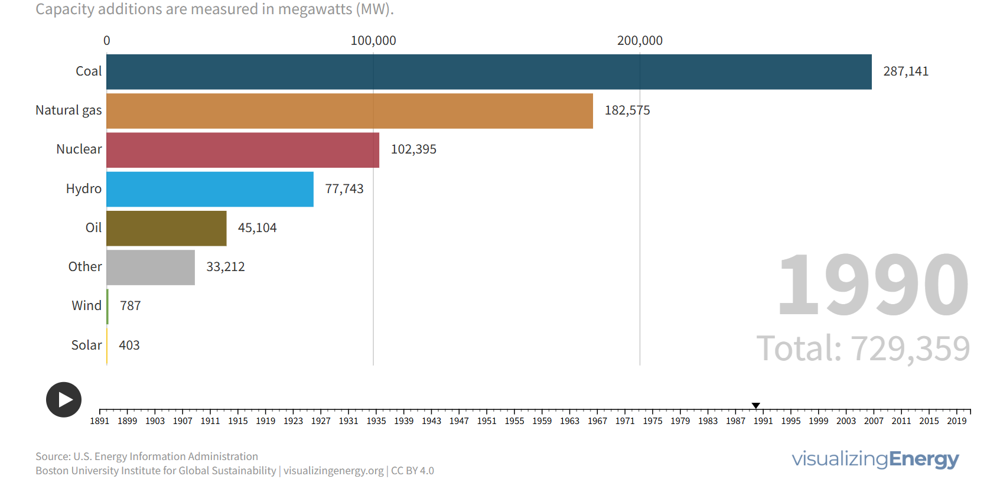 Capacity additions are measured in megawatts (MW).
0 100,000 200,000
Coal 287,141
Natural gas 182,575
Nuclear 102,395
Hydro 77,743
Oil 45,104
Other 33,212
Wind 787
Solar 403
1990
Total: 729,359
1891 1899 1903 1907 1911 1915 1919 1923 1927 1931 1935 1939 1943 1947 1951 1955 1959 1963 1967 1971 1975 1979 1983 1987 1991 1995 1999 2003 2007 2011 2015 2019
Source: U.S. Energy Information Administration
Boston University Institute for Global Sustainability | visualizingenergy.org | CC BY 4.0
visualizingEnergy